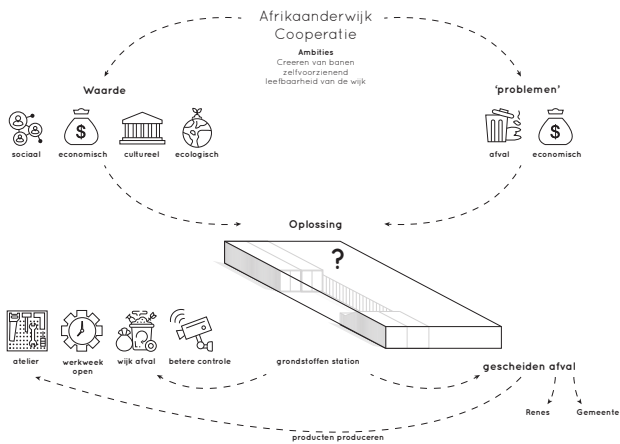 Afrikaanderwijk
Cooperatie
Ambities
Creeren van banen
zelfvoorzienend
leefbaarheid van de wijk
Waarde
'problemen'
$
$
sociaal
economisch
cultureel
ecologisch
afval
economisch
Oplossing
?
atelier
werkweek
open
wijk afval
betere controle
grondstoffen station
gescheiden afval
Renes
Gemeente
producten produceren